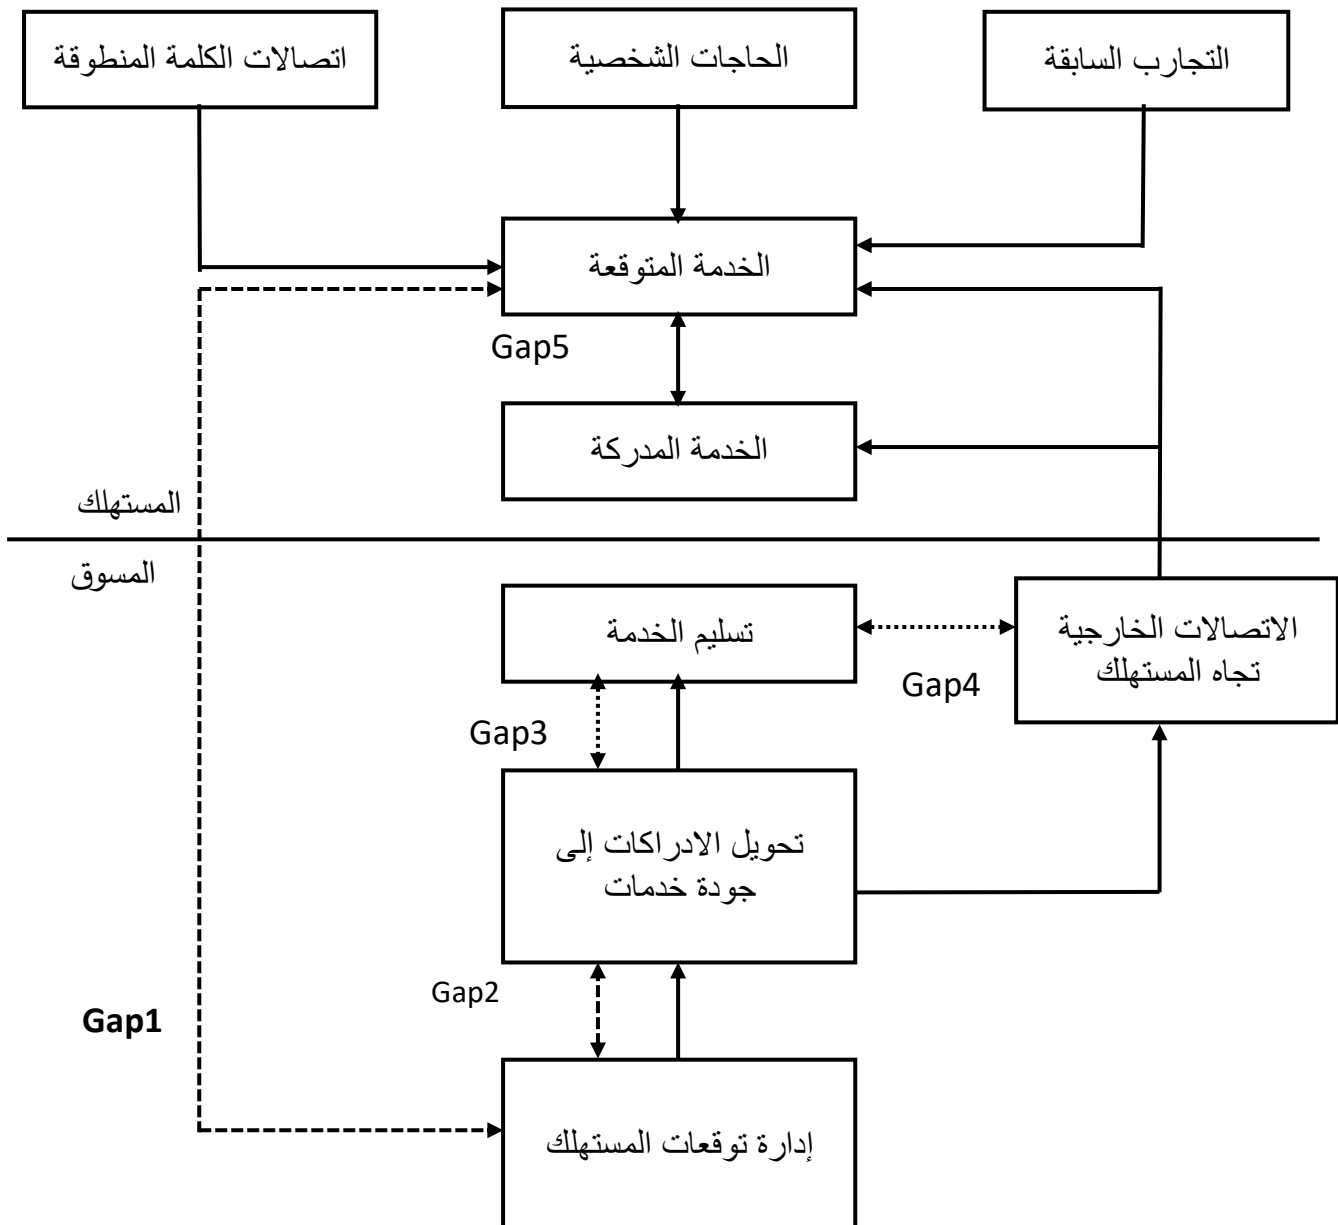 التجارب السابقة
الحاجات الشخصية
اتصالات الكلمة المنطوقة
الخدمة المتوقعة
Gap5
الخدمة المدركة
المستهلك
المسوق
تسليم الخدمة
الاتصالات الخارجية
تجاه المستهلك
Gap4
Gap3
تحويل الادراكات إلى
جودة خدمات
Gap2
Gap1
إدارة توقعات المستهلك